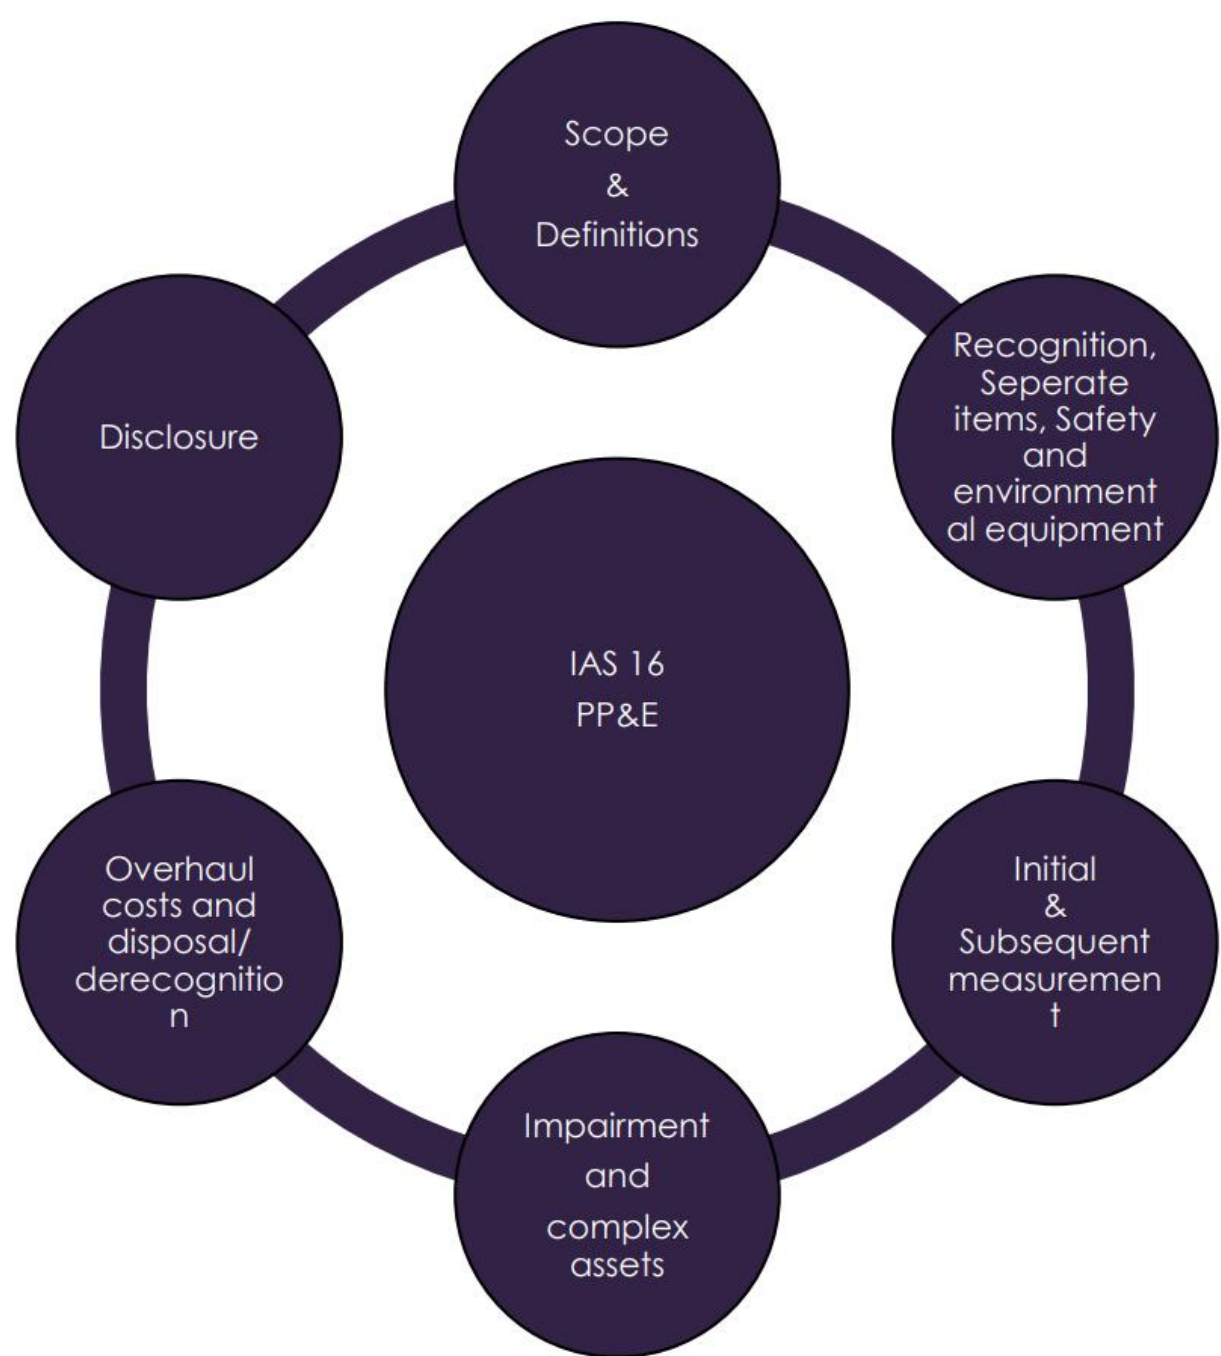 Scope
&
Definitions
Recognition,
Seperate
items, Safety
and
environment
al equipment
Disclosure
IAS 16
PP&E
Overhaul
costs and
disposal/
derecognitio
n
Initial
&
Subsequent
measuremen
t
Impairment
and
complex
assets